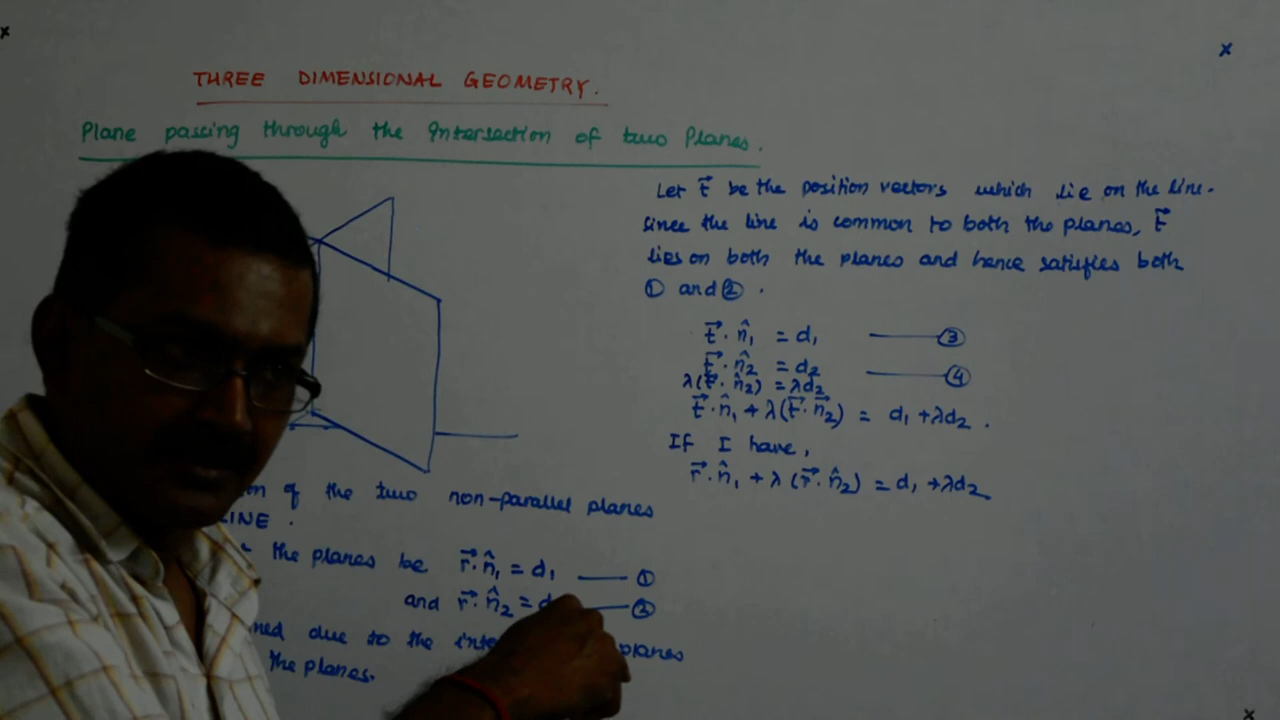 THREE DIMENSIONAL GEOMETRY.
Plane passing through the Intersection of two Planes.
of the two non-parallel planes
LINE.
the planes be r⃗.n̂₁ = d₁ —— ①
and r⃗.n̂₂ = —— ②
due to the planes
the planes.
Let t⃗ be the position vectors which lie on the line.
Since the line is common to both the planes, t⃗
lies on both the planes and hence satisfies both
① and ② .
t⃗.n̂₁ = d₁ —— ③
t⃗.n̂₂ = d₂ —— ④
λ(t⃗.n̂₂) = λd₂
t⃗.n̂₁ + λ(t⃗.n⃗₂) = d₁ + λd₂ .
If I have,
r⃗.n̂₁ + λ(r⃗.n̂₂) = d₁ + λd₂